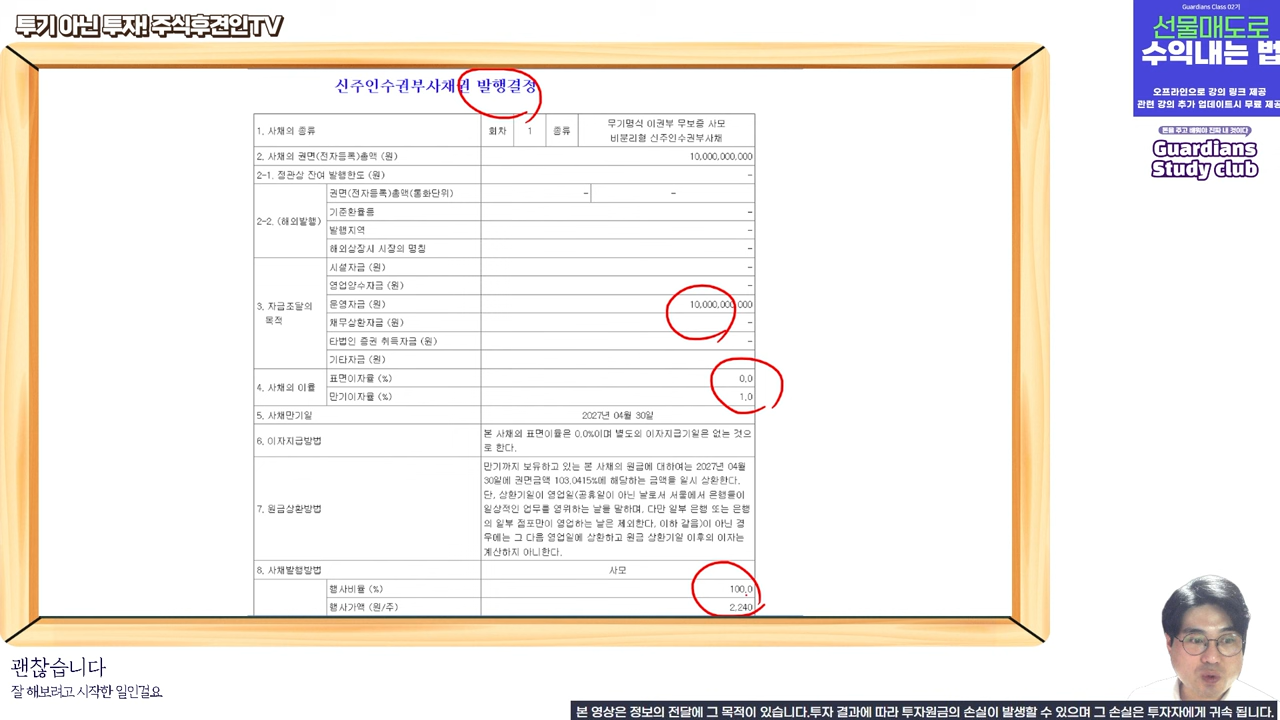 투기 아닌 투자! 주식후견인TV
Guardians Class 02기
선물매도로
수익내는 법
오프라인으로 강의 링크 제공
관련 강의 추가 업데이트시 무료 제공
돈을 주고 배워야 진짜 내 것이다
Guardians
Study club
신주인수권부사채권 발행결정
1. 사채의 종류 회차 1 종류 무기명식 이권부 무보증 사모
비분리형 신주인수권부사채
2. 사채의 권면(전자등록)총액 (원) 10,000,000,000
2-1. 정관상 잔여 발행한도 (원) -
2-2. (해외발행) 권면(전자등록)총액(통화단위) - -
기준환율등 -
발행지역 -
해외상장시 시장의 명칭 -
3. 자금조달의
목적
시설자금 (원) -
영업양수자금 (원) -
운영자금 (원) 10,000,000,000
채무상환자금 (원) -
타법인 증권 취득자금 (원) -
기타자금 (원)
4. 사채의 이율 표면이자율 (%) 0.0
만기이자율 (%) 1.0
5. 사채만기일 2027년 04월 30일
6. 이자지급방법 본 사채의 표면이율은 0.0%이며 별도의 이자지급기일은 없는 것으
로 한다.
7. 원금상환방법
만기까지 보유하고 있는 본 사채의 원금에 대하여는 2027년 04월
30일에 권면금액 103.0415%에 해당하는 금액을 일시 상환한다.
단, 상환기일이 영업일(공휴일이 아닌 날로서 서울에서 은행들이
일상적인 업무를 영위하는 날을 말하며, 다만 일부 은행 또는 은행
의 일부 점포만이 영업하는 날은 제외한다. 이하 같음)이 아닌 경
우에는 그 다음 영업일에 상환하고 원금 상환기일 이후의 이자는
계산하지 아니한다.
8. 사채발행방법 사모
행사비율 (%) 100.0
행사가액 (원/주) 2,240
괜찮습니다
잘 해보려고 시작한 일인걸요
본 영상은 정보의 전달에 그 목적이 있습니다.투자 결과에 따라 투자원금의 손실이 발생할 수 있으며 그 손실은 투자자에게 귀속 됩니다.